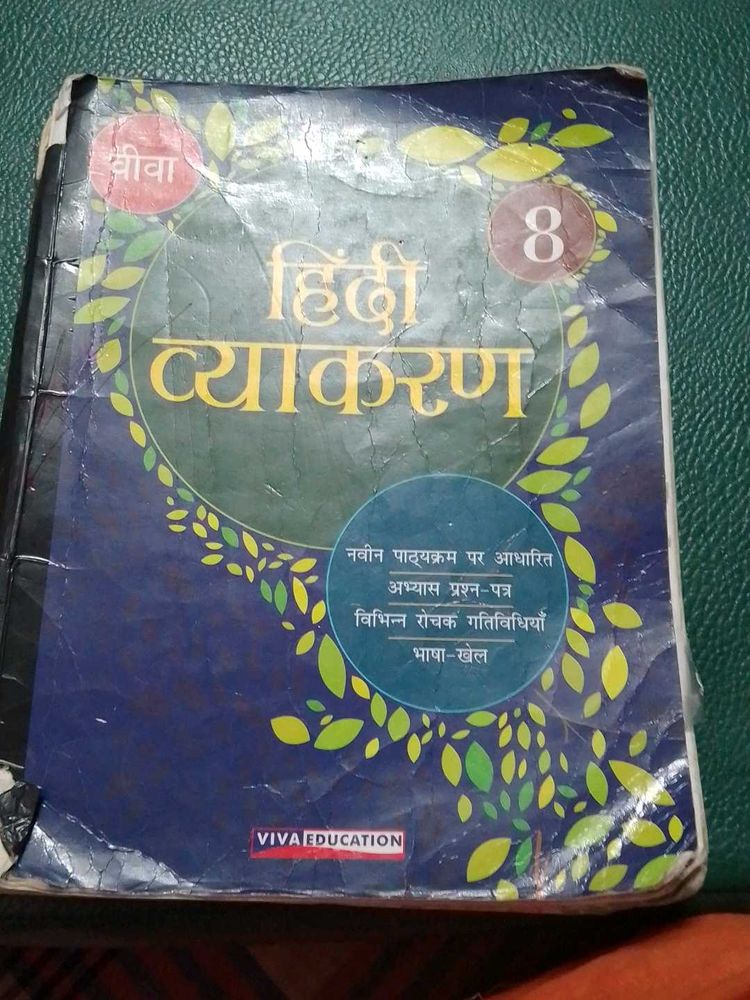 वीवा
8
हिंदी
व्याकरण
नवीन पाठ्यक्रम पर आधारित
अभ्यास प्रश्न-पत्र
विभिन्न रोचक गतिविधियाँ
भाषा-खेल
VIVA EDUCATION